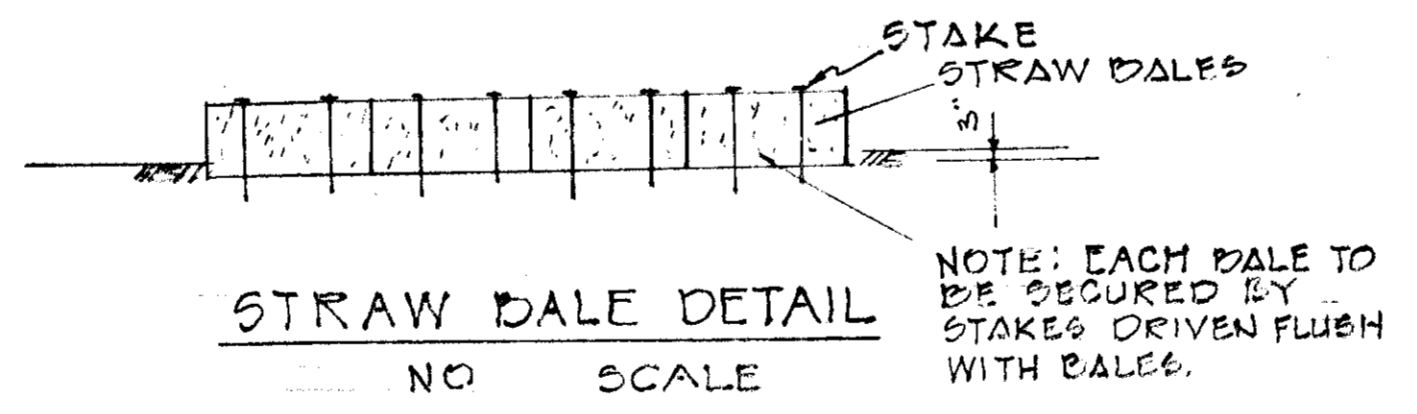 STAKE
STRAW BALES
3"
NOTE: EACH BALE TO
BE SECURED BY
STAKES DRIVEN FLUSH
WITH BALES.
STRAW BALE DETAIL
NO SCALE